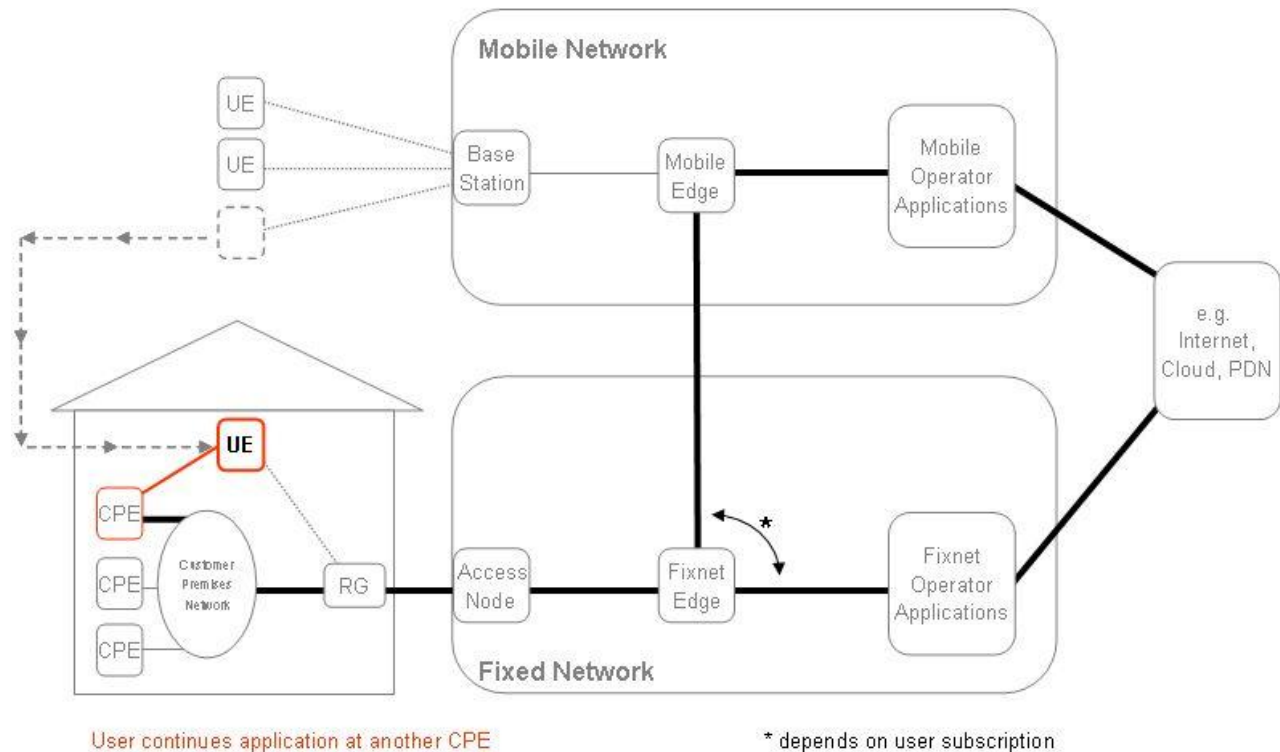 Mobile Network
UE
UE
Base
Station
Mobile
Edge
Mobile
Operator
Applications
e.g.
Internet,
Cloud, PDN
UE
CPE
CPE
CPE
Customer
Premises
Network
RG
Access
Node
Fixnet
Edge
*
Fixnet
Operator
Applications
Fixed Network
User continues application at another CPE
* depends on user subscription